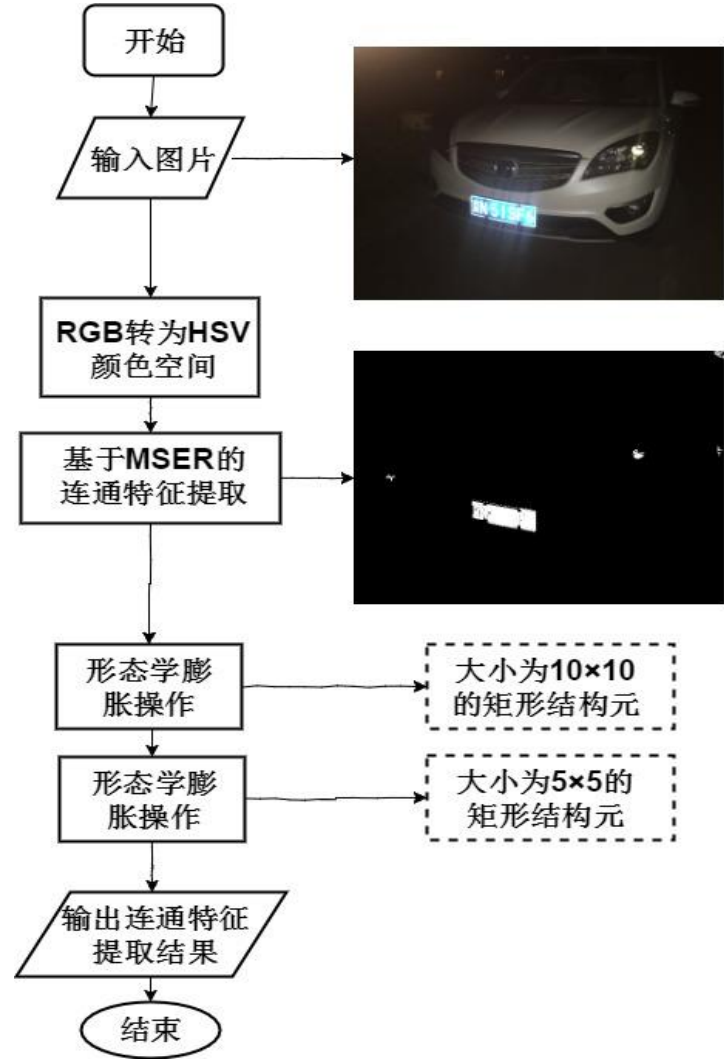 开始
输入图片
RGB转为HSV
颜色空间
基于MSER的
连通特征提取
形态学膨
胀操作
大小为10×10
的矩形结构元
形态学膨
胀操作
大小为5×5的
矩形结构元
输出连通特征
提取结果
结束